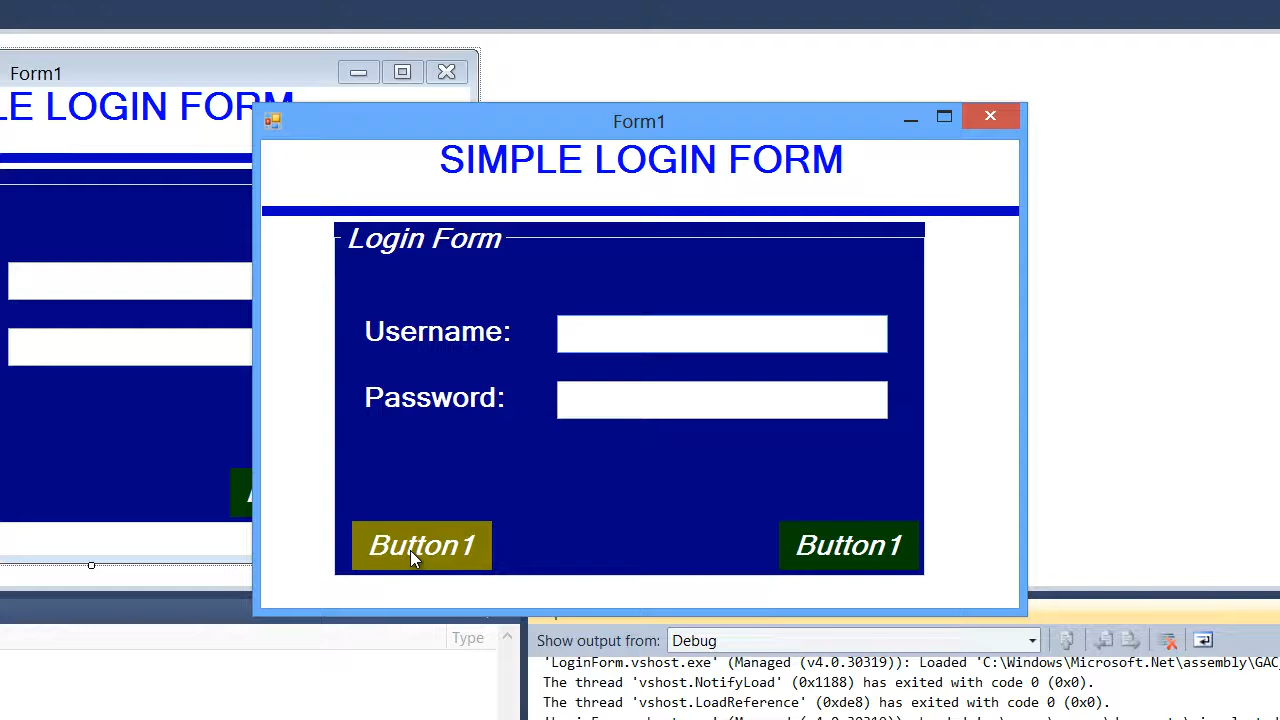 Form1
LE LOGIN FORM
Form1
SIMPLE LOGIN FORM
Login Form
Username:
Password:
Button1
Button1
Type
Show output from:
Debug
'LoginForm.vshost.exe' (Managed (v4.0.30319)): Loaded 'C:\Windows\Microsoft.Net\assembly\GAC_
The thread 'vshost.NotifyLoad' (0x1188) has exited with code 0 (0x0).
The thread 'vshost.LoadReference' (0xde8) has exited with code 0 (0x0).